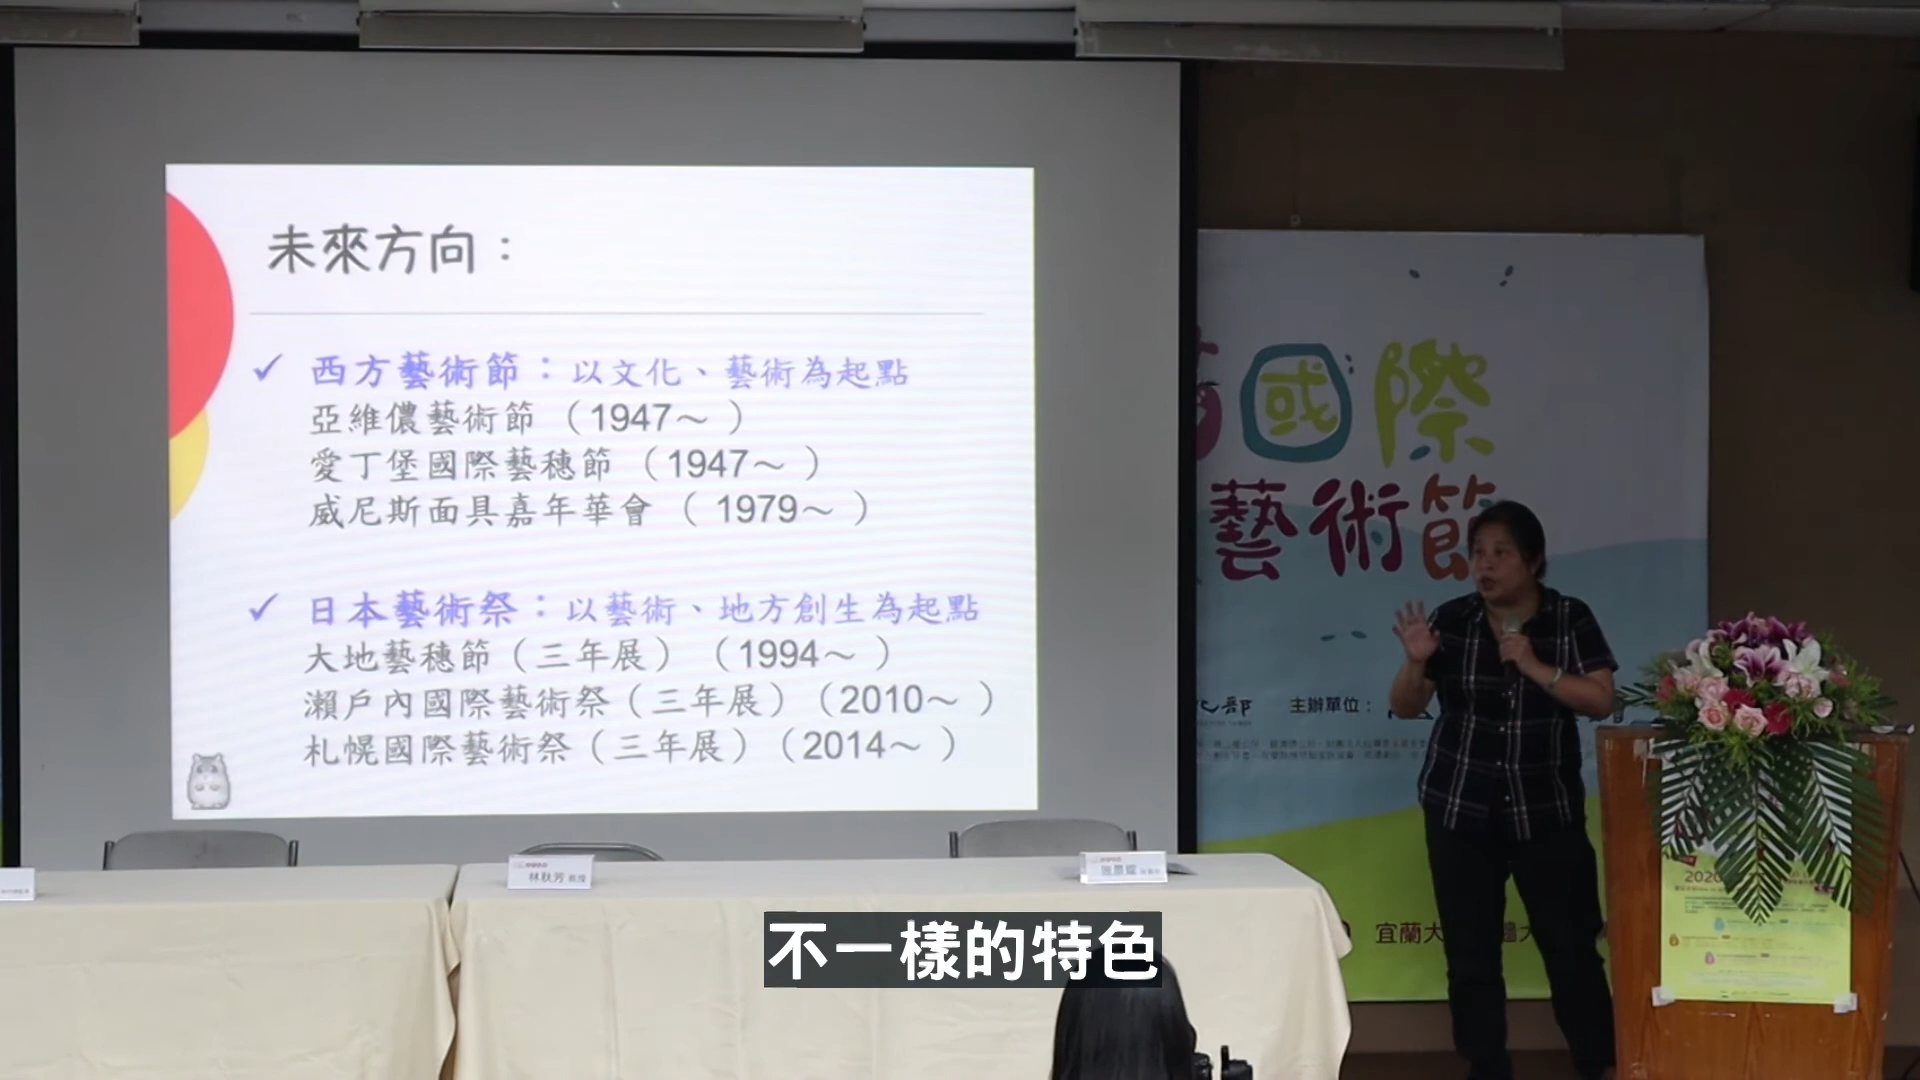 未來方向：
✓ 西方藝術節：以文化、藝術為起點
亞維儂藝術節 （1947～ ）
愛丁堡國際藝穗節 （1947～ ）
威尼斯面具嘉年華會 （ 1979～ ）
✓ 日本藝術祭：以藝術、地方創生為起點
大地藝穗節（三年展） （1994～ ）
瀨戶內國際藝術祭（三年展）（2010～ ）
札幌國際藝術祭（三年展）（2014～ ）
國際
藝術節
化部
主辦單位：
林秋芳
宜蘭大
2020
不一樣的特色